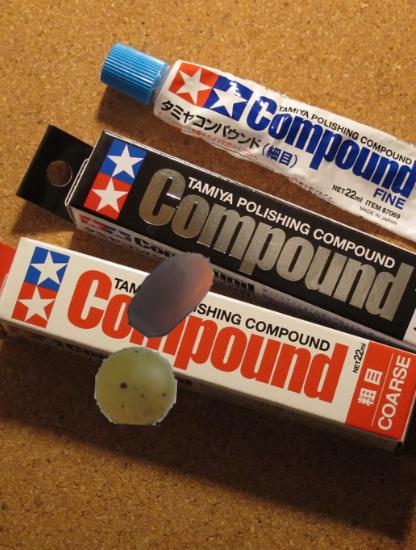 TAMIYA POLISHING COMPOUND
Compound
タミヤコンパウンド(細目)
FINE
NET 22ml ITEM 87069
MADE IN JAPAN
TAMIYA POLISHING COMPOUND
Compound
POLISHING COMPOUND
Compound
NET 22ml
粗目
COARSE